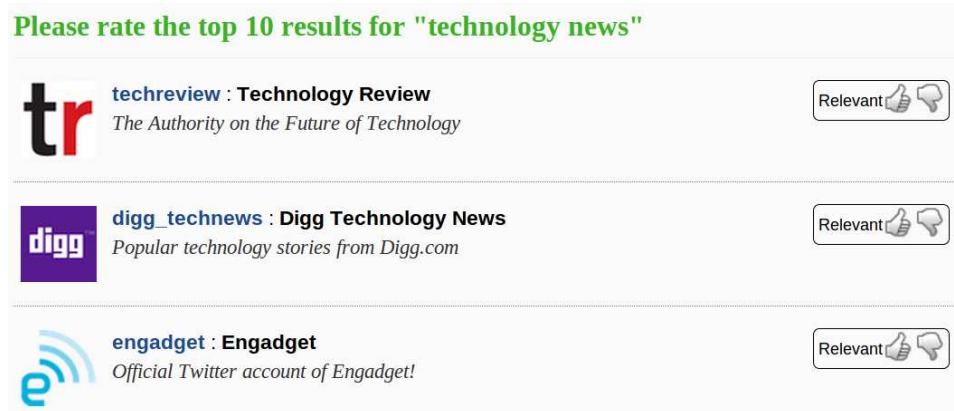 Please rate the top 10 results for "technology news"
tr
techreview : Technology Review
The Authority on the Future of Technology
Relevant
digg™
digg_technews : Digg Technology News
Popular technology stories from Digg.com
Relevant
e
engadget : Engadget
Official Twitter account of Engadget!
Relevant